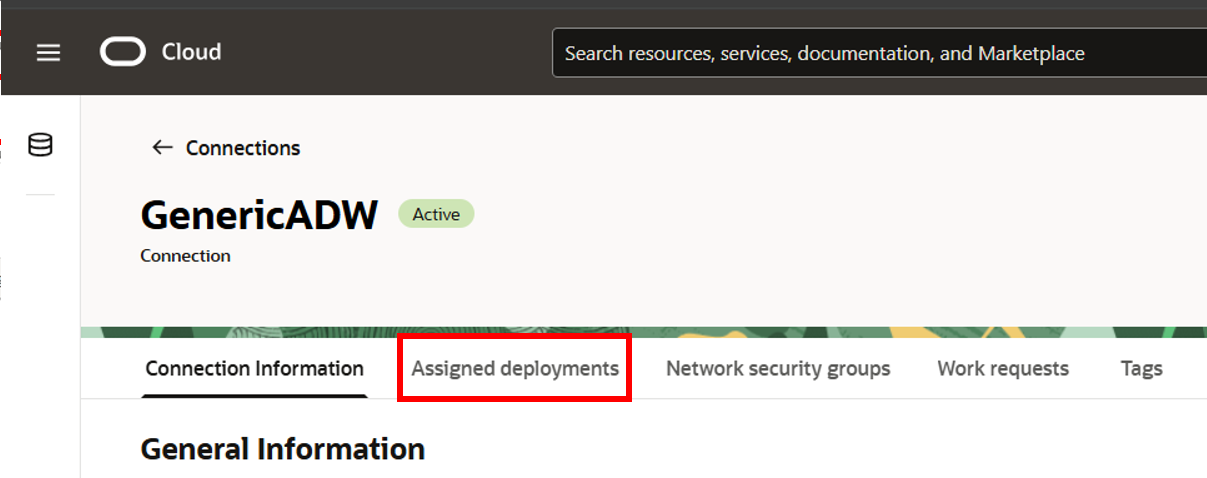 Cloud
Search resources, services, documentation, and Marketplace
Connections
GenericADW Active
Connection
Connection Information Assigned deployments Network security groups Work requests Tags
General Information